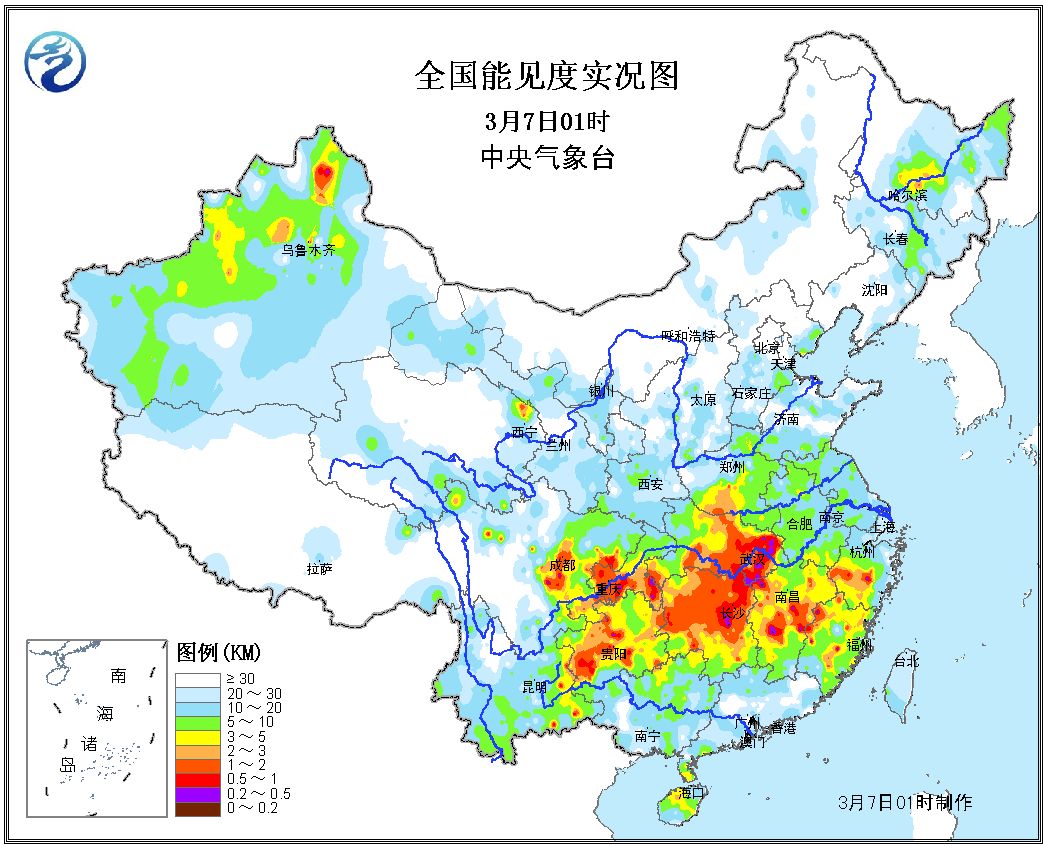 全国能见度实况图
3月7日01时
中央气象台
哈尔滨
长春
乌鲁木齐
沈阳
呼和浩特
北京
天津
银川
太原
石家庄
济南
西宁
兰州
郑州
西安
合肥
南京
上海
杭州
成都
武汉
拉萨
重庆
南昌
长沙
贵阳
福州
台北
昆明
广州
香港
南宁
澳门
海口
南
海
诸
岛
图例(KM)
≥30
20～30
10～20
5～10
3～5
2～3
1～2
0.5～1
0.2～0.5
0～0.2
3月7日01时制作